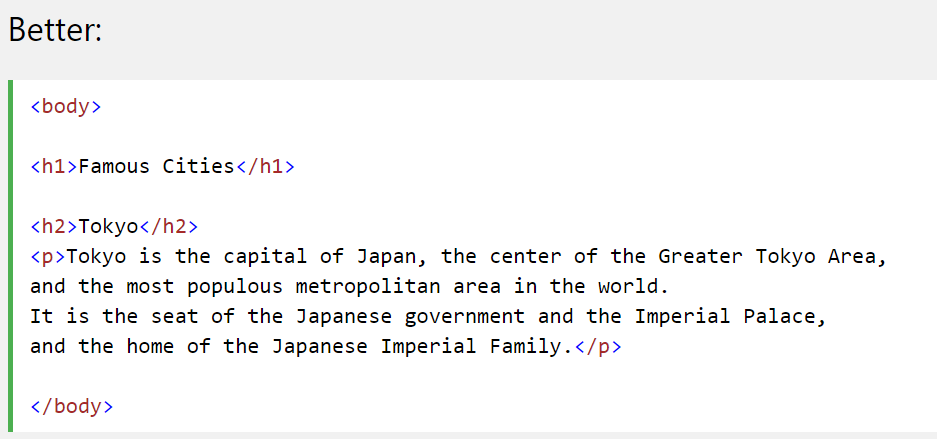 Better:
<body>
<h1>Famous Cities</h1>
<h2>Tokyo</h2>
<p>Tokyo is the capital of Japan, the center of the Greater Tokyo Area,
and the most populous metropolitan area in the world.
It is the seat of the Japanese government and the Imperial Palace,
and the home of the Japanese Imperial Family.</p>
</body>